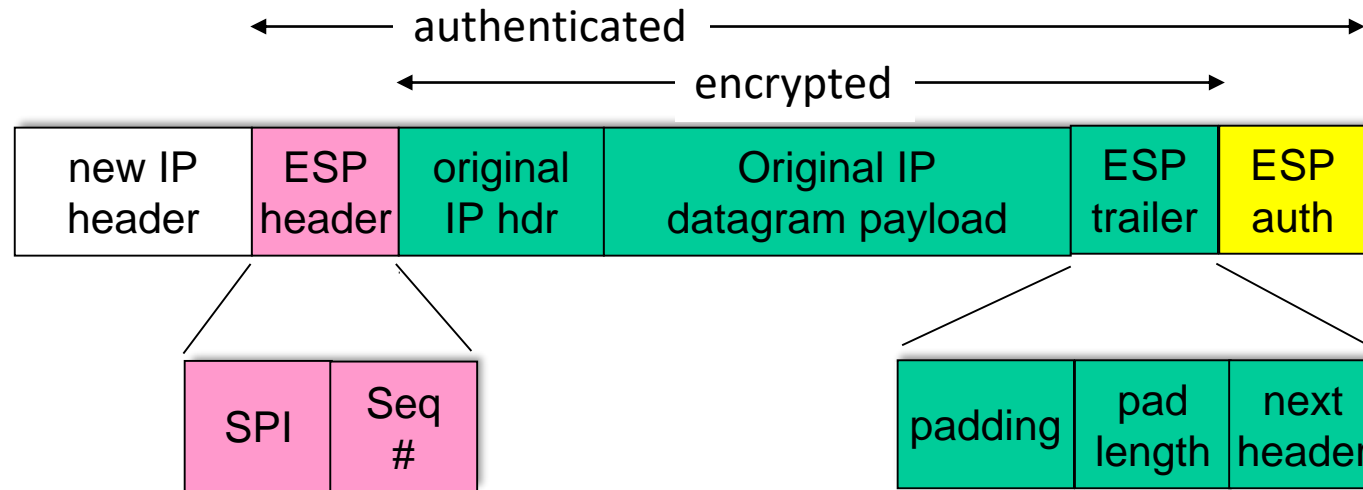 authenticated
encrypted
new IP
header
ESP
header
original
IP hdr
Original IP
datagram payload
ESP
trailer
ESP
auth
SPI
Seq
#
padding
pad
length
next
header